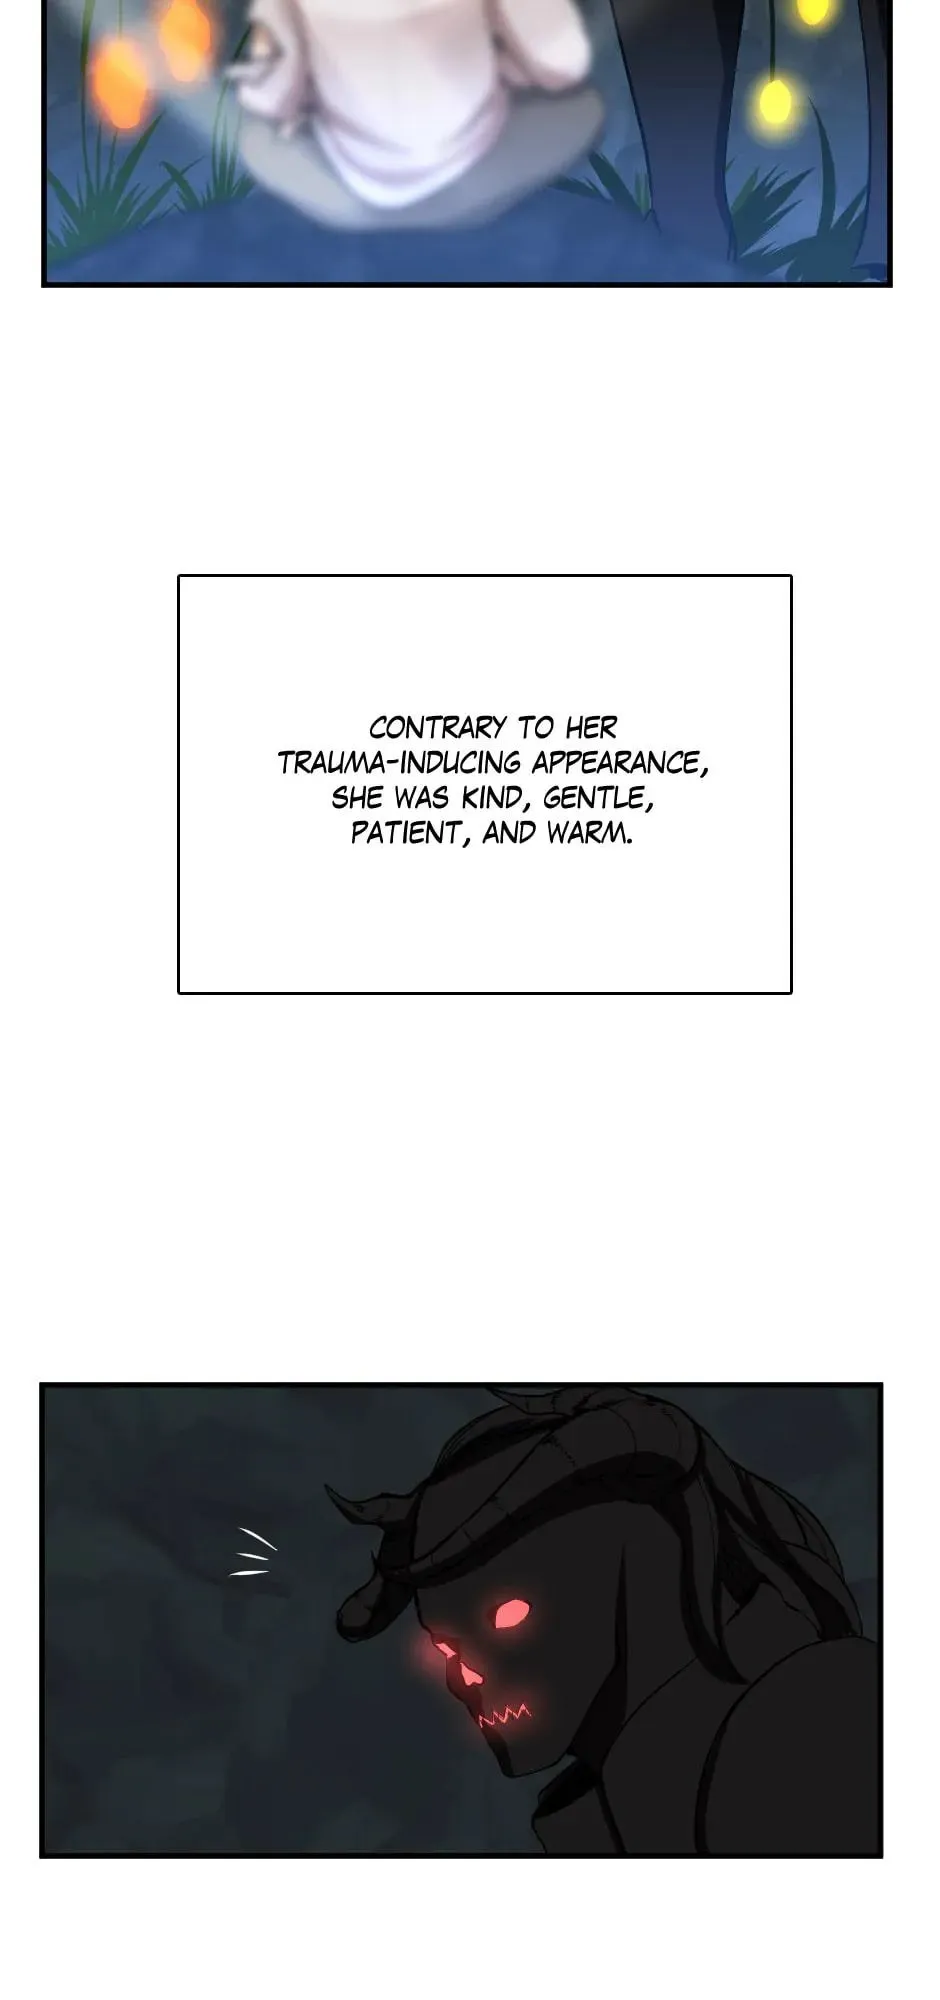 CONTRARY TO HER
TRAUMA-INDUCING APPEARANCE,
SHE WAS KIND, GENTLE,
PATIENT, AND WARM.